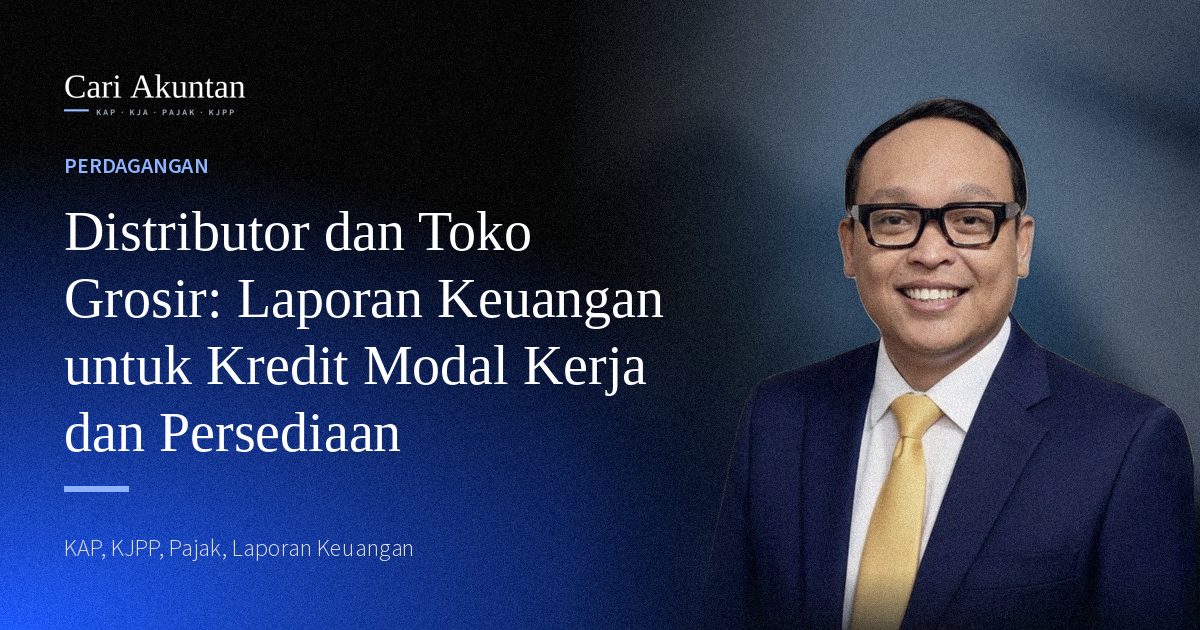 Cari Akuntan
KAP · KJA · PAJAK · KJPP
PERDAGANGAN
Distributor dan Toko
Grosir: Laporan Keuangan
untuk Kredit Modal Kerja
dan Persediaan
KAP, KJPP, Pajak, Laporan Keuangan